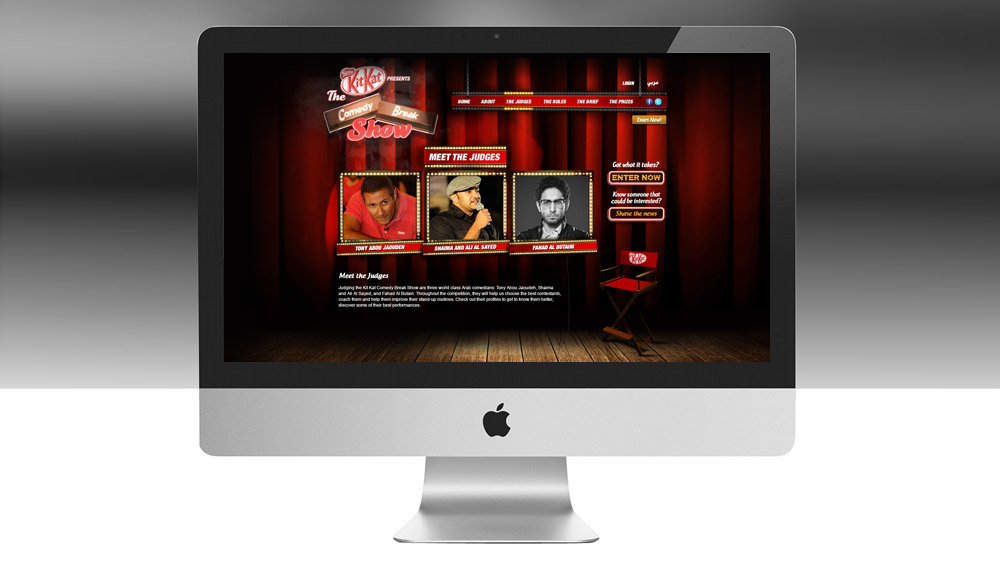 KitKat PRESENTS
The
Comedy Break
Show
LOGIN عربي
HOME ABOUT THE JUDGES THE RULES THE BRIEF THE PRIZES
Enter Now!
MEET THE JUDGES
Got what it takes?
ENTER NOW
Know someone that
could be interested?
Share the news
TONY ABOU JAOUDEH
SHAIMA AND ALI AL SAYED
FAHAD AL BUTAIRI
KitKat
Meet the Judges
Judging the Kit Kat Comedy Break Show are three world class Arab comedians: Tony Abou Jaoudeh, Shaima
and Ali Al Sayed, and Fahad Al Butairi. Throughout the competition, they will help us choose the best contestants,
coach them and help them improve their stand-up routines. Check out their profiles to get to know them better,
discover some of their best performances.